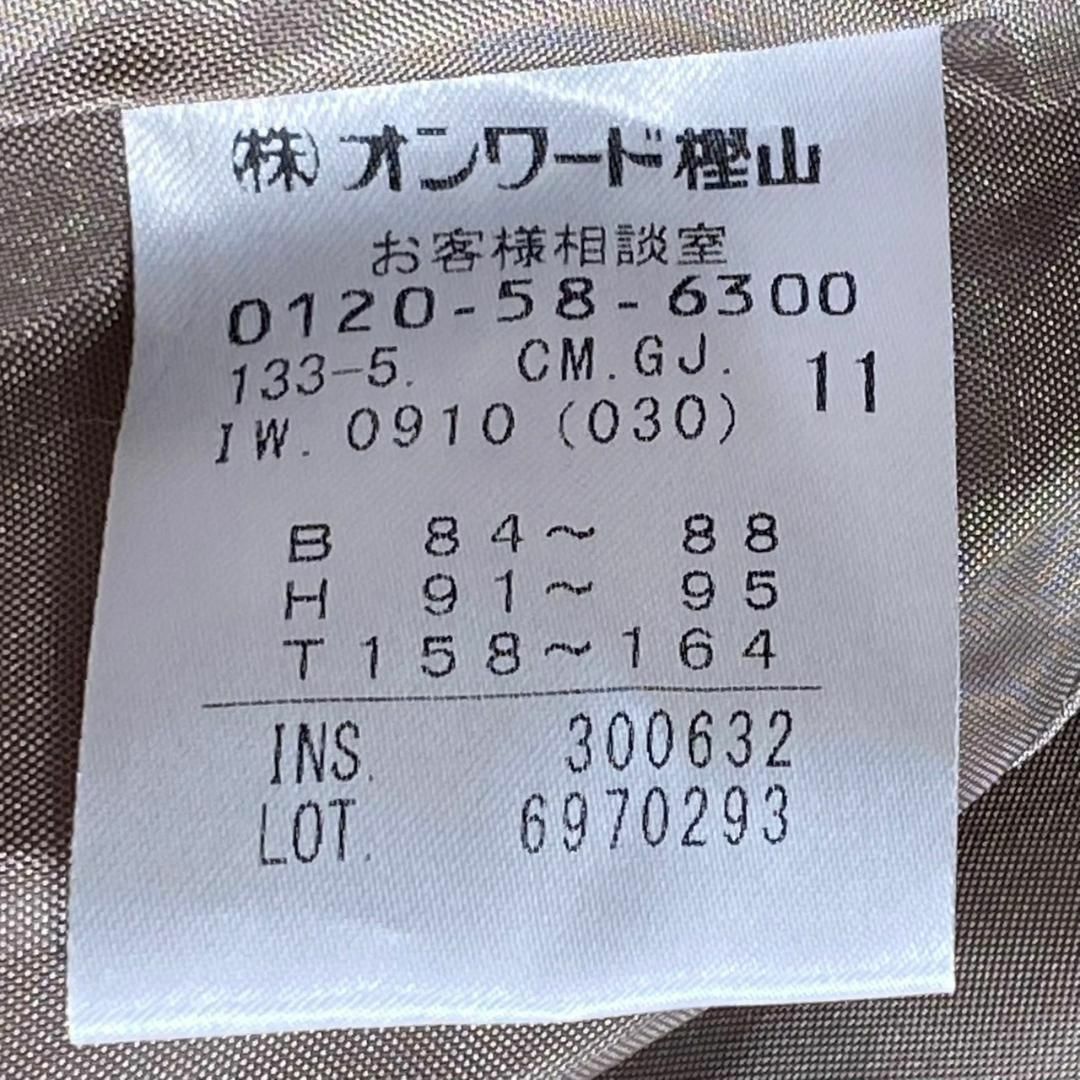 ㈱オンワード樫山
お客様相談室
0120-58-6300
133-5. CM.GJ. 11
IW. 0910 (030)
B 84~ 88
H 91~ 95
T158~164
INS. 300632
LOT. 6970293